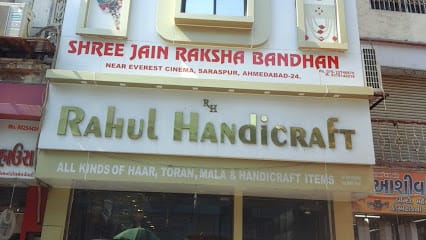 SHREE JAIN RAKSHA BANDHAN
NEAR EVEREST CINEMA, SARASPUR, AHMEDABAD-24.
RH
RAHUL HANDICRAFT
ALL KINDS OF HAAR, TORAN, MALA & HANDICRAFT ITEMS